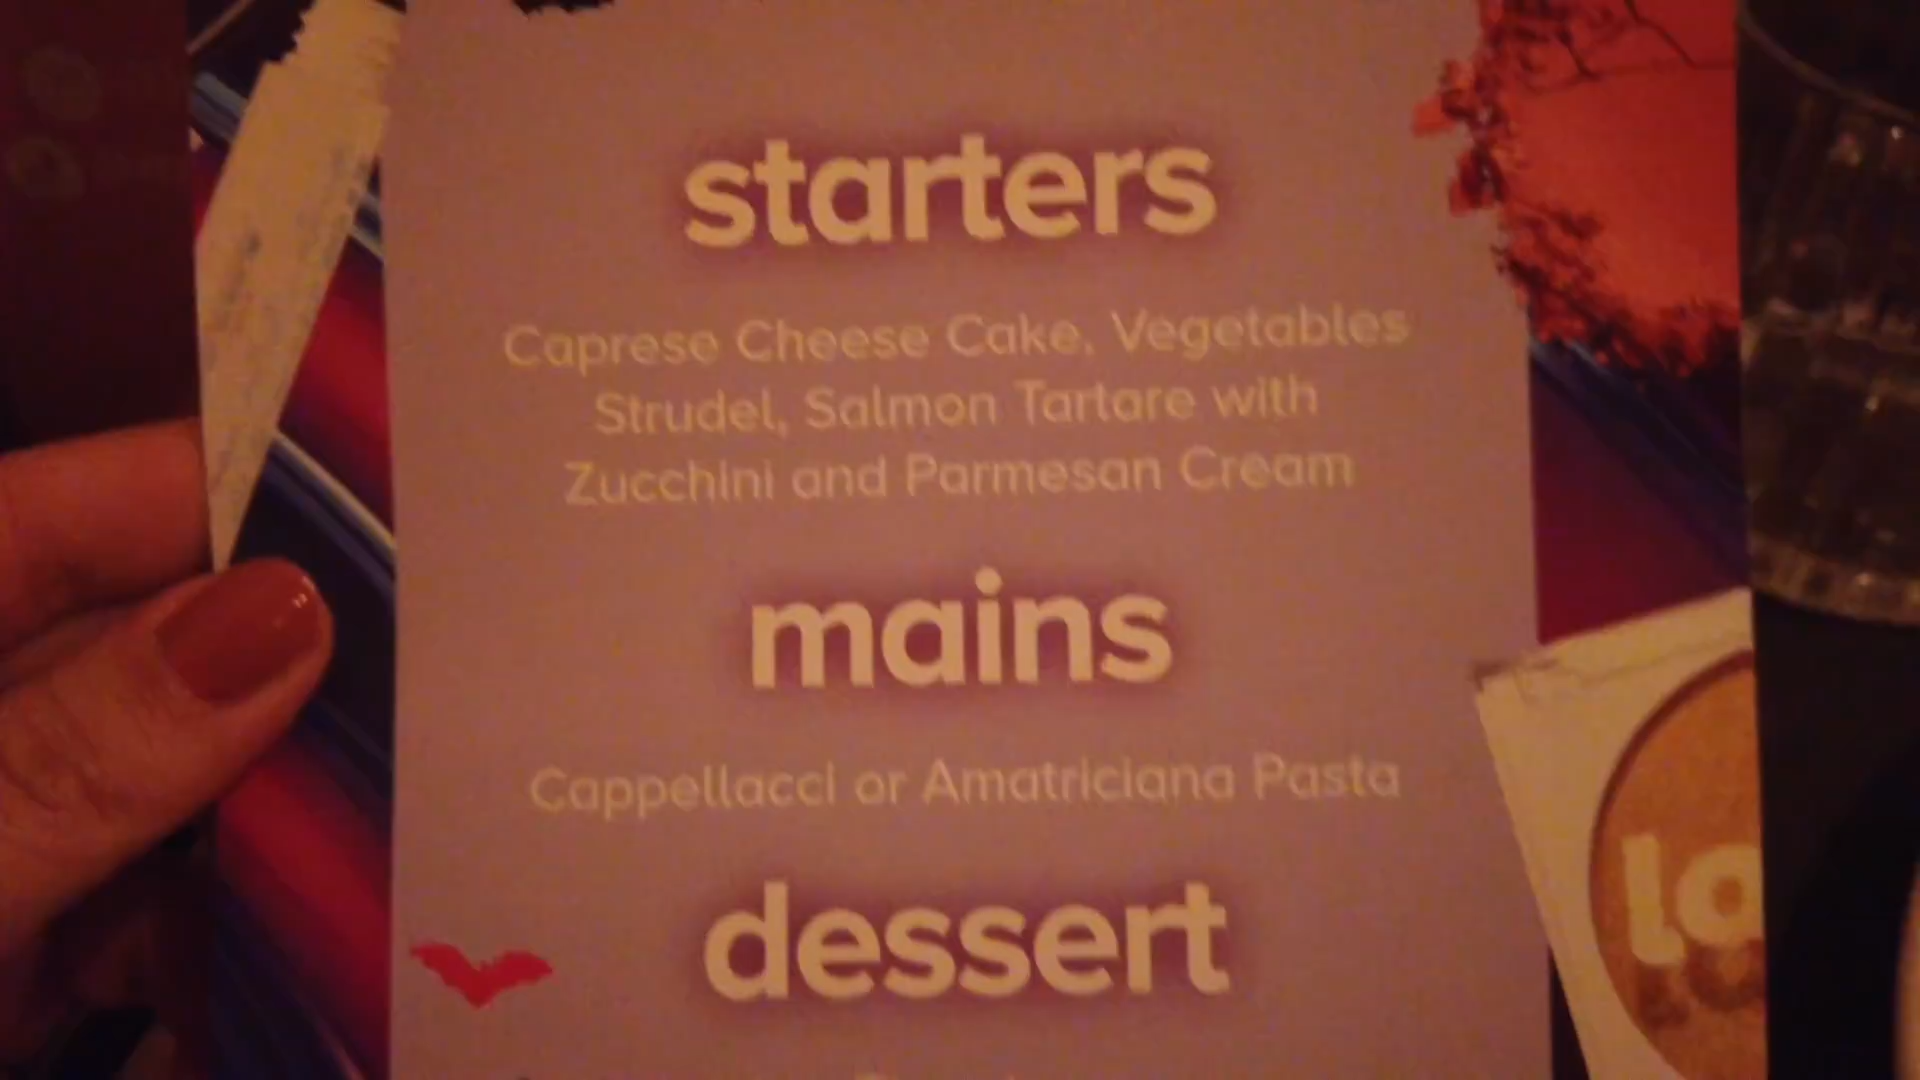 starters
Caprese Cheese Cake, Vegetables
Strudel, Salmon Tartare with
Zucchini and Parmesan Cream
mains
Cappellacci or Amatriciana Pasta
dessert